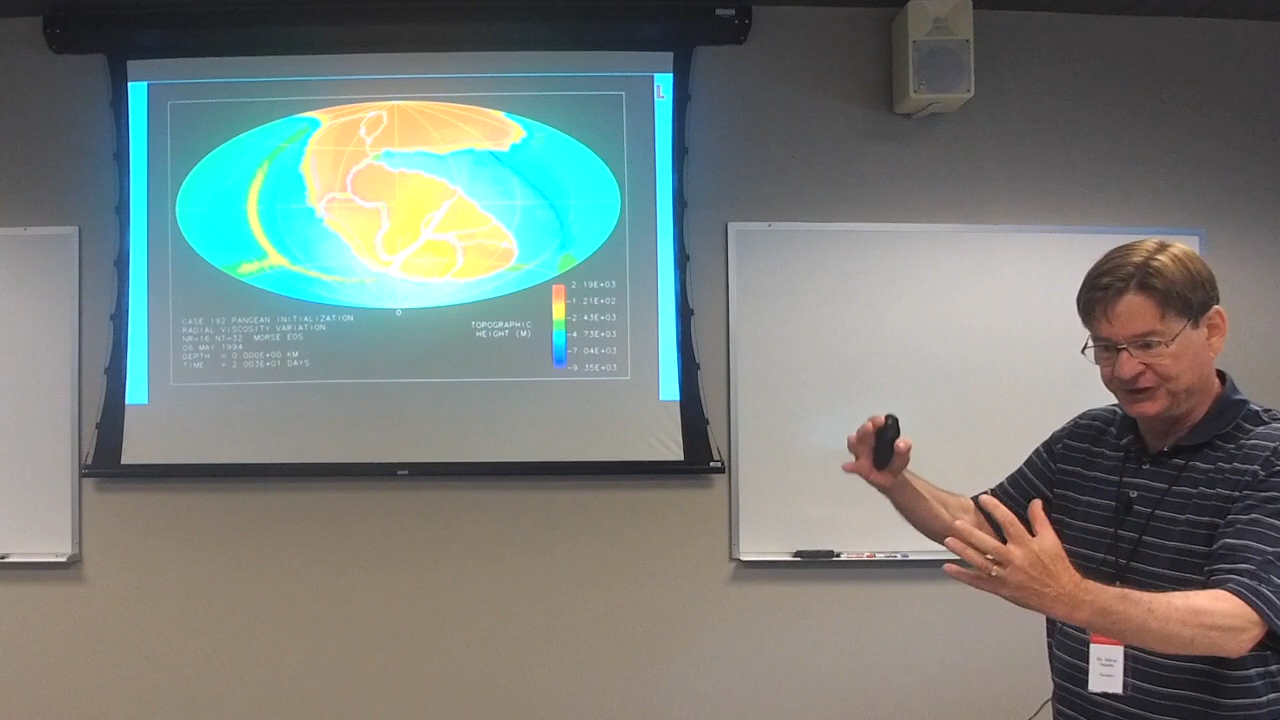 L
0
CASE 192 PANGEAN INITIALIZATION
RADIAL VISCOSITY VARIATION
NR=16 NT=32 MORSE EOS
06 MAY 1994
DEPTH = 0.000E+00 KM
TIME = 2.003E+01 DAYS
TOPOGRAPHIC
HEIGHT (M)
2.19E+03
-1.21E+02
-2.43E+03
-4.73E+03
-7.04E+03
-9.35E+03